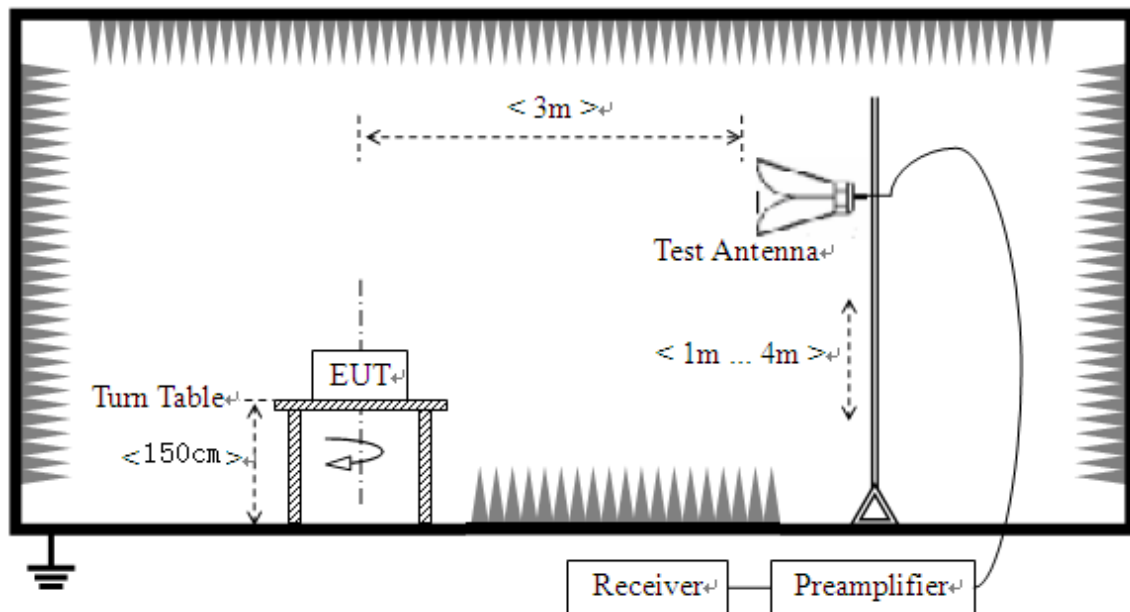 < 3m >↵
Test Antenna↵
< 1m ... 4m >↵
EUT↵
Turn Table↵
<150cm>↵
Receiver↵
Preamplifier↵